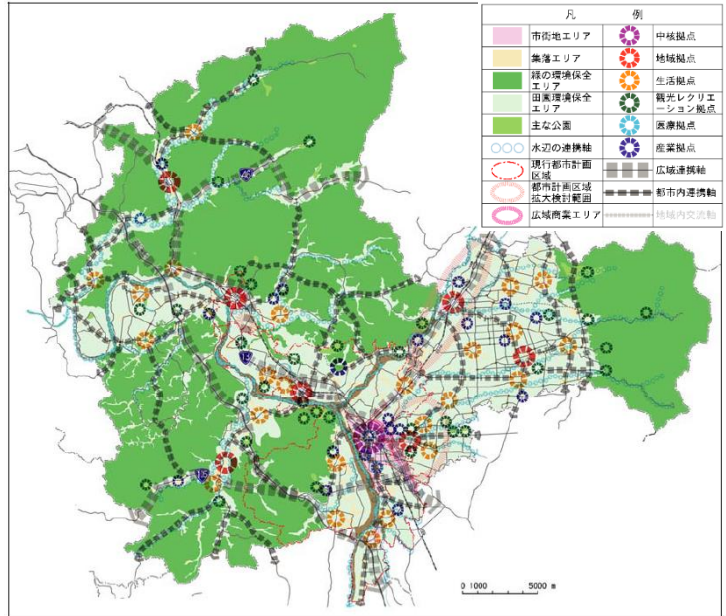 凡 例
市街地エリア
中核拠点
集落エリア
地域拠点
緑の環境保全
エリア
生活拠点
田園環境保全
エリア
観光レクリエ
ーション拠点
主な公園
医療拠点
水辺の連携軸
産業拠点
現行都市計画
区域
広域連携軸
都市計画区域
拡大検討範囲
都市内連携軸
広域商業エリア
地域内交流軸
0 1000 5000 m